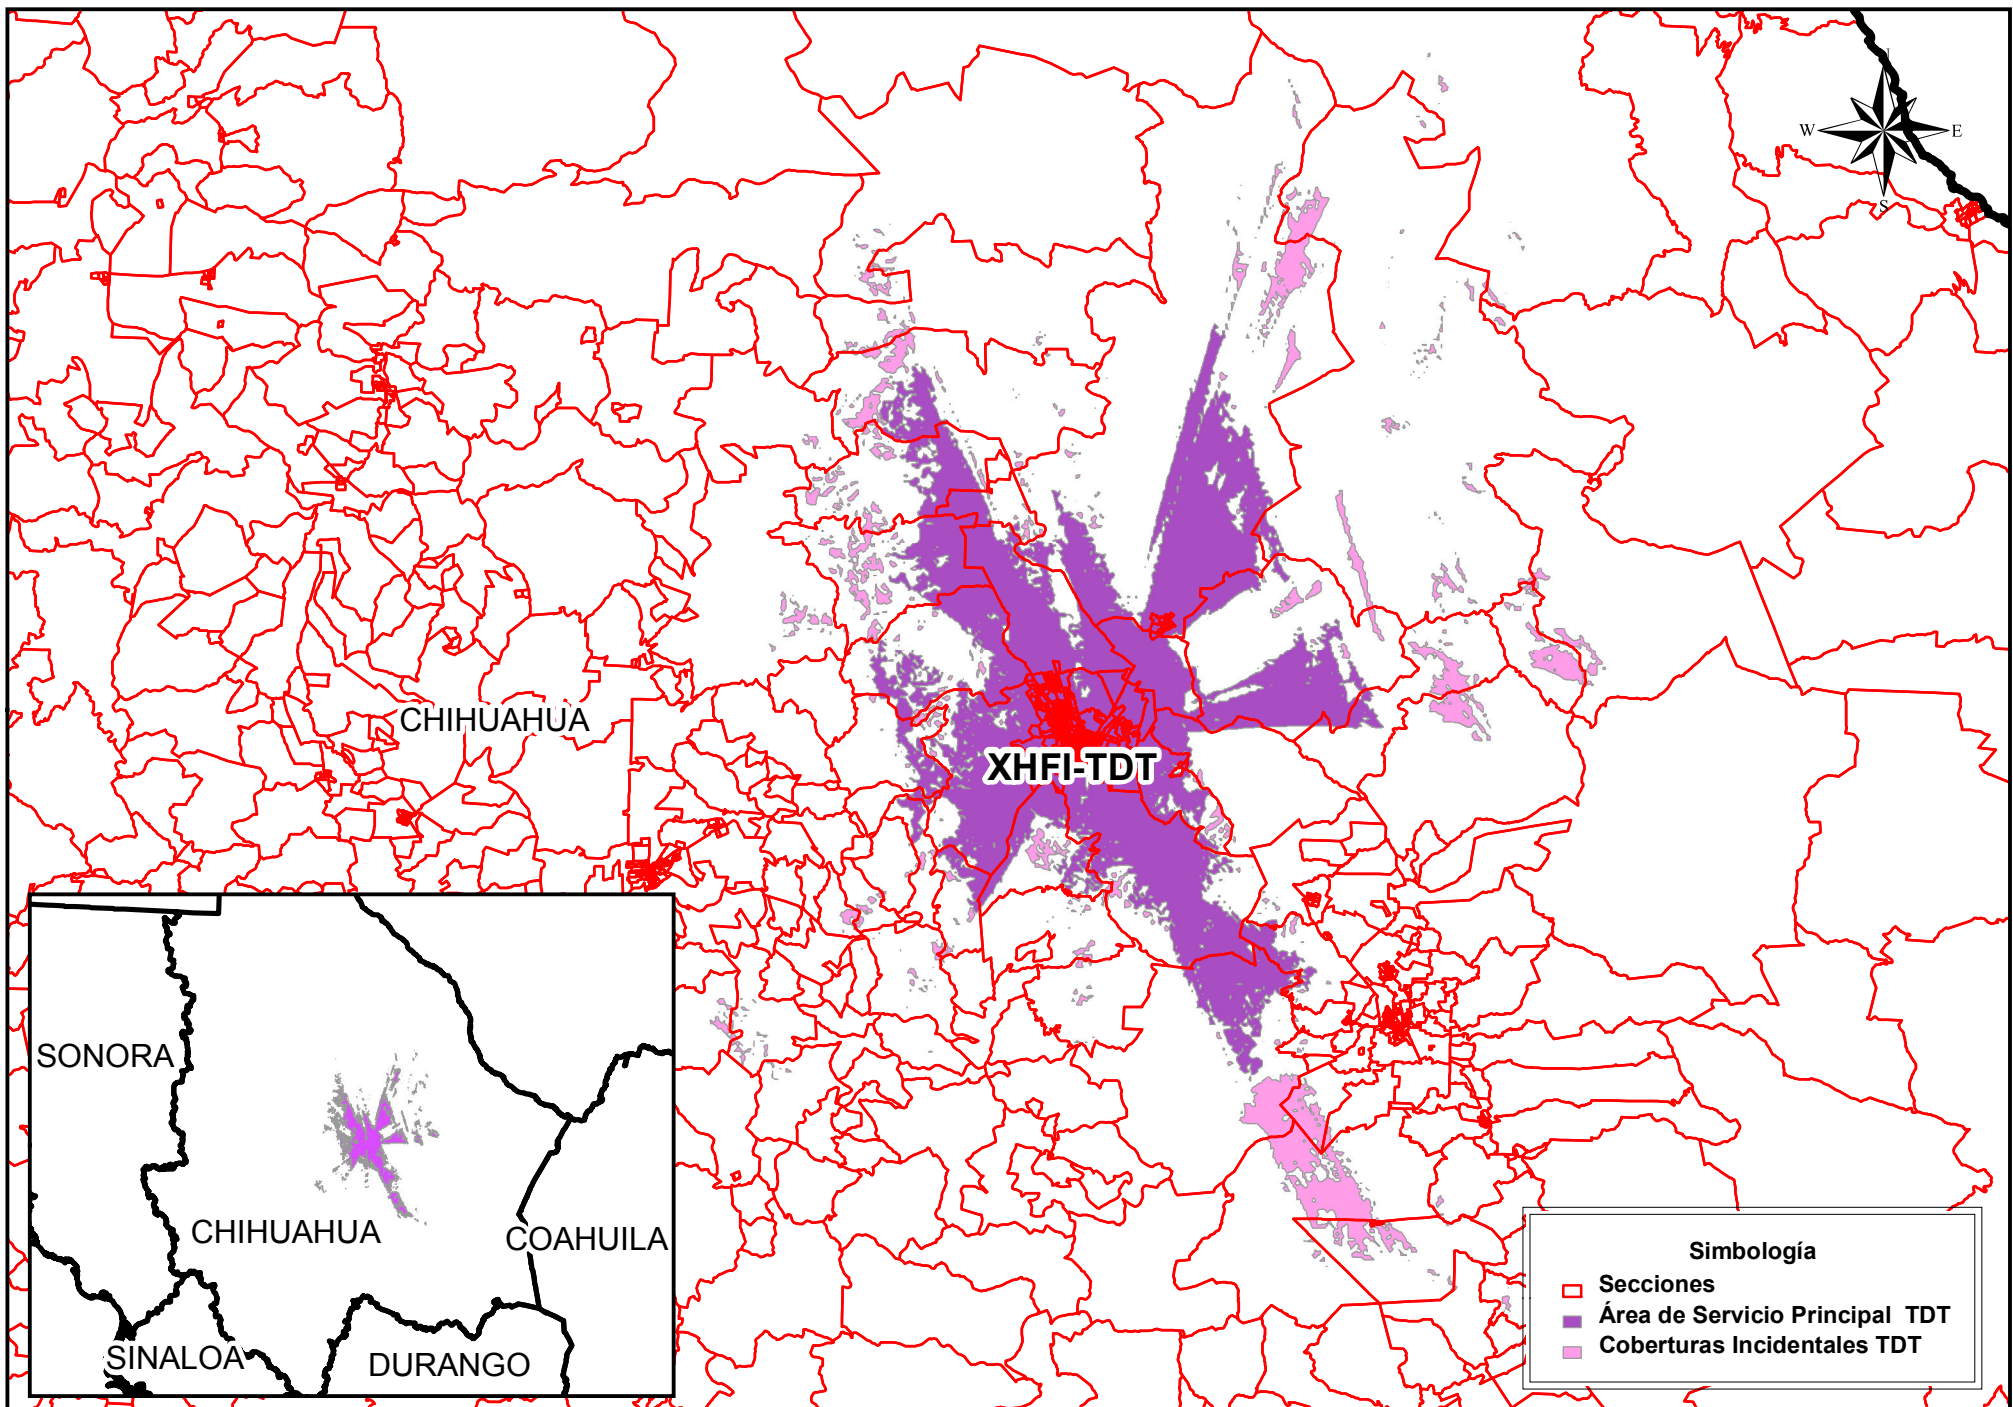 W
E
S
CHIHUAHUA
XHFI-TDT
SONORA
CHIHUAHUA
COAHUILA
SINALOA
DURANGO
Simbología
Secciones
Área de Servicio Principal TDT
Coberturas Incidentales TDT